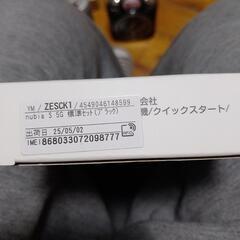 YM / ZESCK1 / 4549046148599
nubia S 5G 標準セット(ブラック)
出荷日 25/05/02
IMEI 868033072098777
会社
機/クイックスタート/